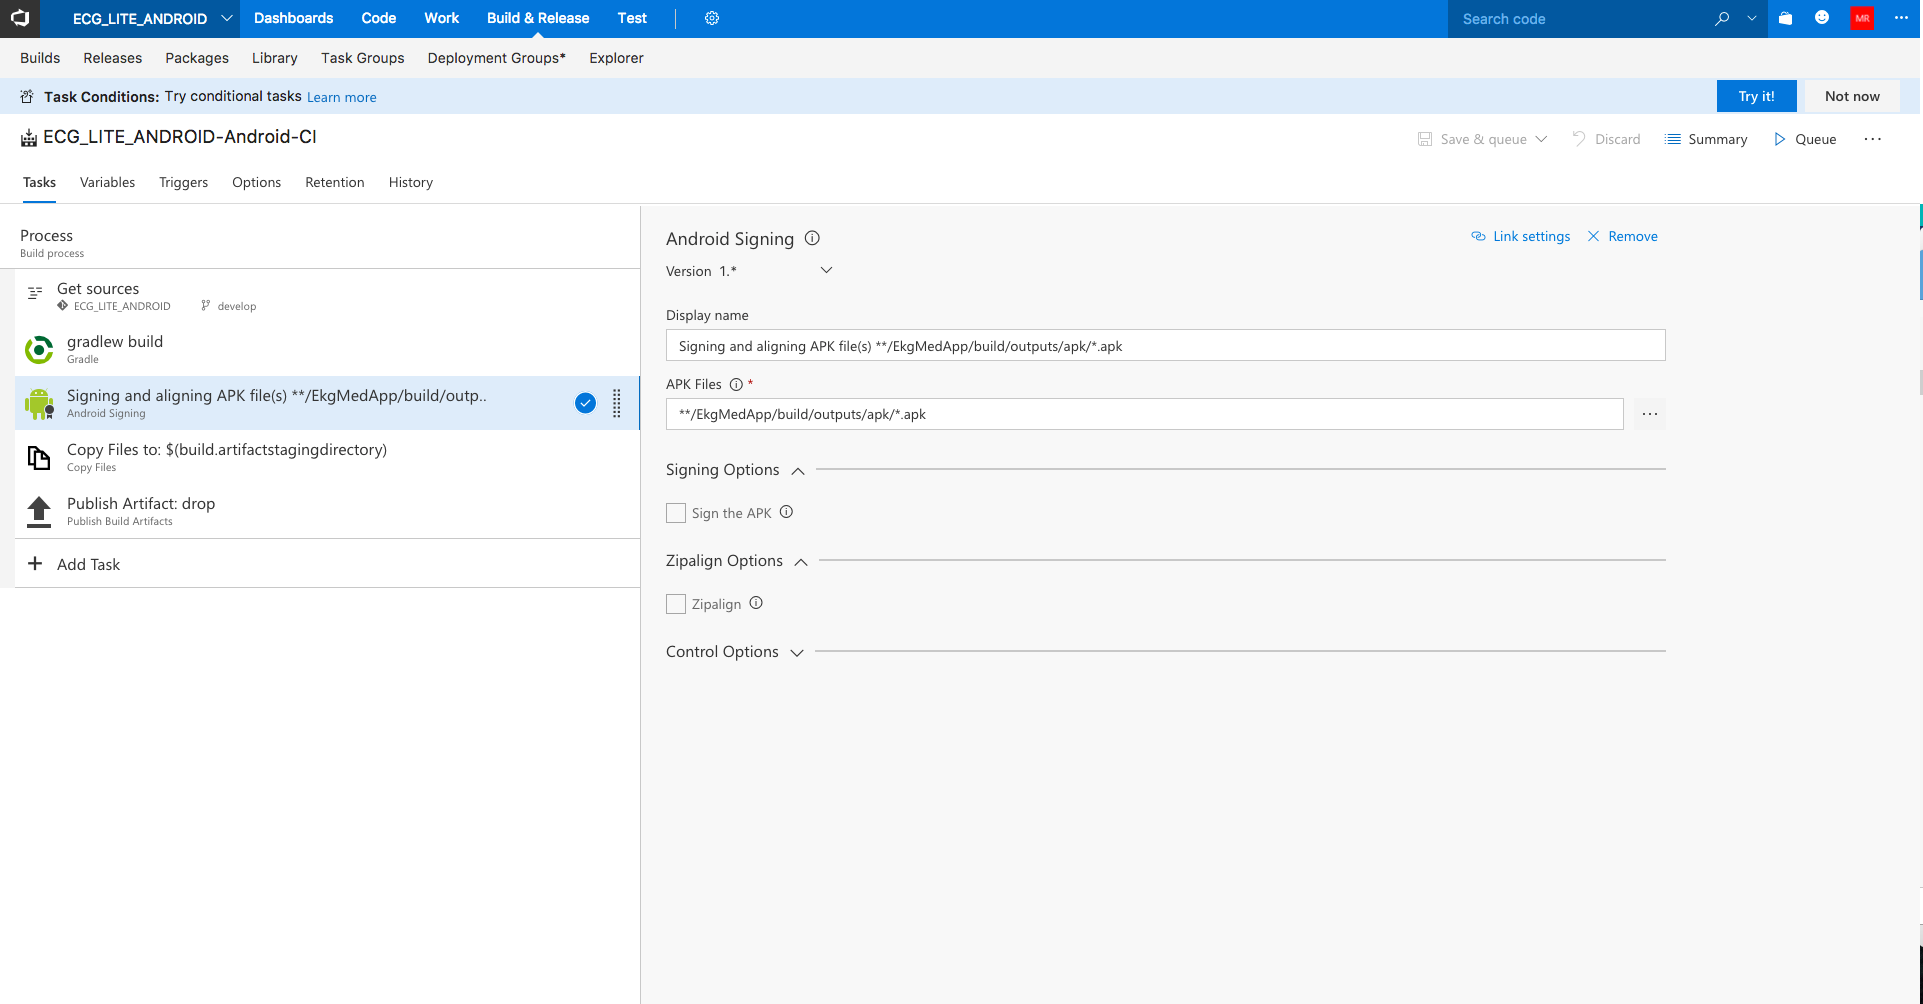 ECG_LITE_ANDROID Dashboards Code Work Build & Release Test Search code MR ...
Builds Releases Packages Library Task Groups Deployment Groups* Explorer
Task Conditions: Try conditional tasks Learn more Try it! Not now
ECG_LITE_ANDROID-Android-CI Save & queue Discard Summary Queue ...
Tasks Variables Triggers Options Retention History
Process
Build process
Get sources
ECG_LITE_ANDROID develop
gradlew build
Gradle
Signing and aligning APK file(s) **/EkgMedApp/build/outp..
Android Signing
Copy Files to: $(build.artifactstagingdirectory)
Copy Files
Publish Artifact: drop
Publish Build Artifacts
+ Add Task
Android Signing Link settings Remove
Version 1.*
Display name
Signing and aligning APK file(s) **/EkgMedApp/build/outputs/apk/*.apk
APK Files *
**/EkgMedApp/build/outputs/apk/*.apk ...
Signing Options
Sign the APK
Zipalign Options
Zipalign
Control Options